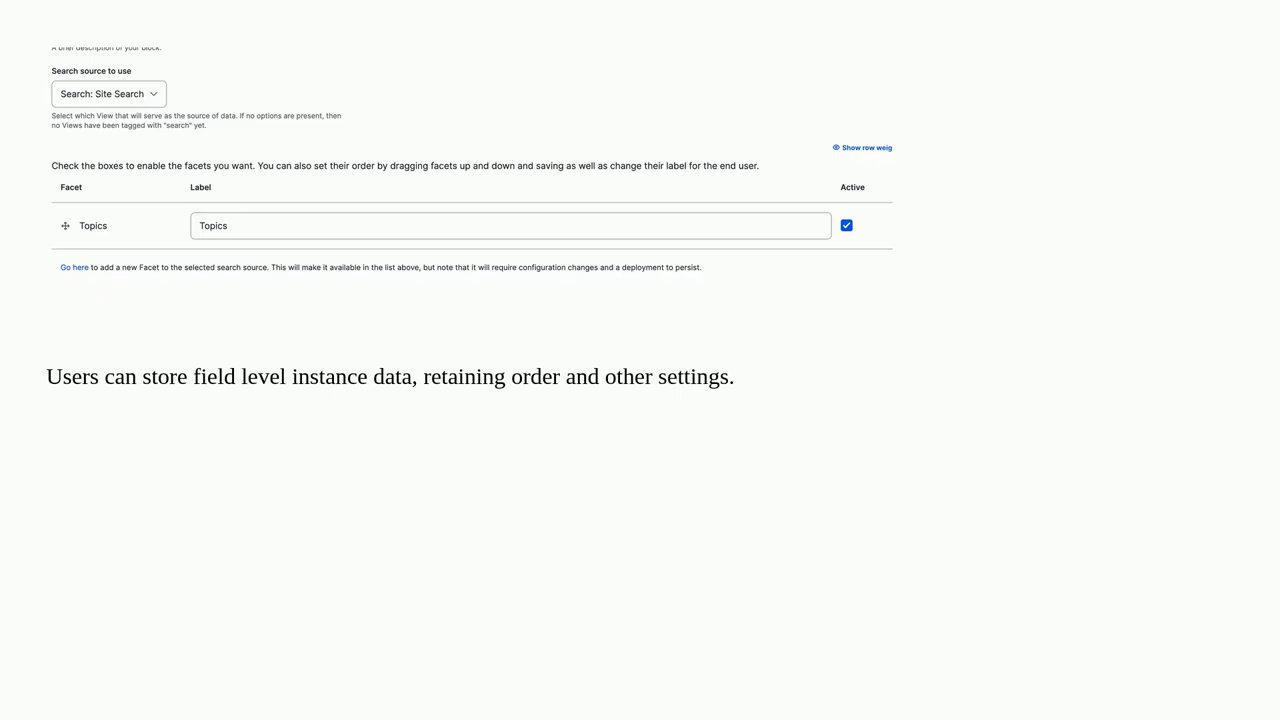 A brief description of your block.
Search source to use
Search: Site Search
Select which View that will serve as the source of data. If no options are present, then
no Views have been tagged with "search" yet.
Show row weig
Check the boxes to enable the facets you want. You can also set their order by dragging facets up and down and saving as well as change their label for the end user.
Facet Label Active
Topics Topics
Go here to add a new Facet to the selected search source. This will make it available in the list above, but note that it will require configuration changes and a deployment to persist.
Users can store field level instance data, retaining order and other settings.